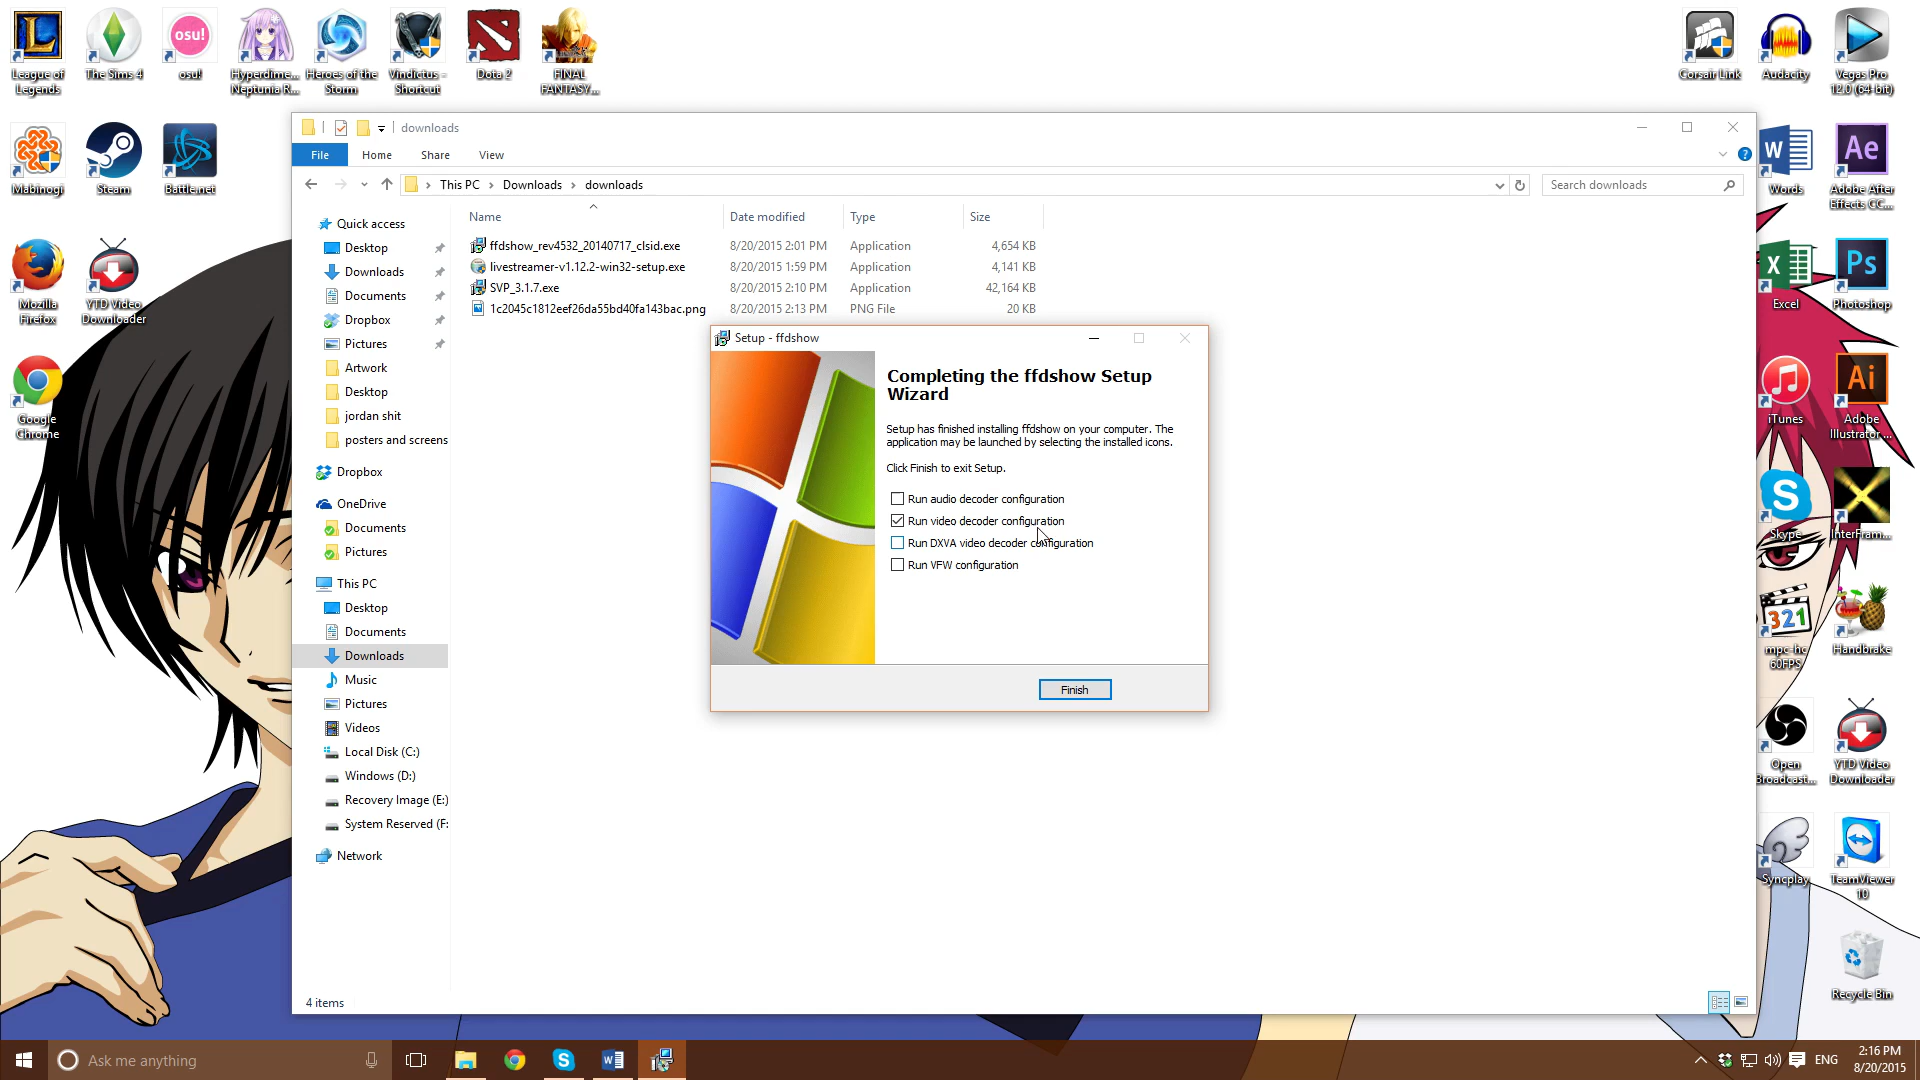 League of
Legends
The Sims 4
osu!
osu!
Hyperdime...
Neptunia R...
Heroes of the
Storm
Vindictus -
Shortcut
Dota 2
FINAL
FANTASY...
Corsair Link
Audacity
Vegas Pro
12.0 (64-bit)
Mabinogi
Steam
Battle.net
Words
Ae
Adobe After
Effects CC...
Mozilla
Firefox
YTD Video
Downloader
Excel
Ps
Photoshop
Google
Chrome
iTunes
Ai
Adobe
Illustrator ...
Skype
InterFram...
321
mpc-hc
60FPS
Handbrake
Open
Broadcast...
YTD Video
Downloader
Syncplay
TeamViewer
10
Recycle Bin
downloads
File
Home
Share
View
This PC
Downloads
downloads
Search downloads
Name
Date modified
Type
Size
ffdshow_rev4532_20140717_clsid.exe 8/20/2015 2:01 PM Application 4,654 KB
livestreamer-v1.12.2-win32-setup.exe 8/20/2015 1:59 PM Application 4,141 KB
SVP_3.1.7.exe 8/20/2015 2:10 PM Application 42,164 KB
1c2045c1812eef26da55bd40fa143bac.png 8/20/2015 2:13 PM PNG File 20 KB
Quick access
Desktop
Downloads
Documents
Dropbox
Pictures
Artwork
Desktop
jordan shit
posters and screens
Dropbox
OneDrive
Documents
Pictures
This PC
Desktop
Documents
Downloads
Music
Pictures
Videos
Local Disk (C:)
Windows (D:)
Recovery Image (E:)
System Reserved (F:
Network
4 items
Setup - ffdshow
Completing the ffdshow Setup
Wizard
Setup has finished installing ffdshow on your computer. The
application may be launched by selecting the installed icons.
Click Finish to exit Setup.
Run audio decoder configuration
Run video decoder configuration
Run DXVA video decoder configuration
Run VFW configuration
Finish
Ask me anything
ENG
2:16 PM
8/20/2015